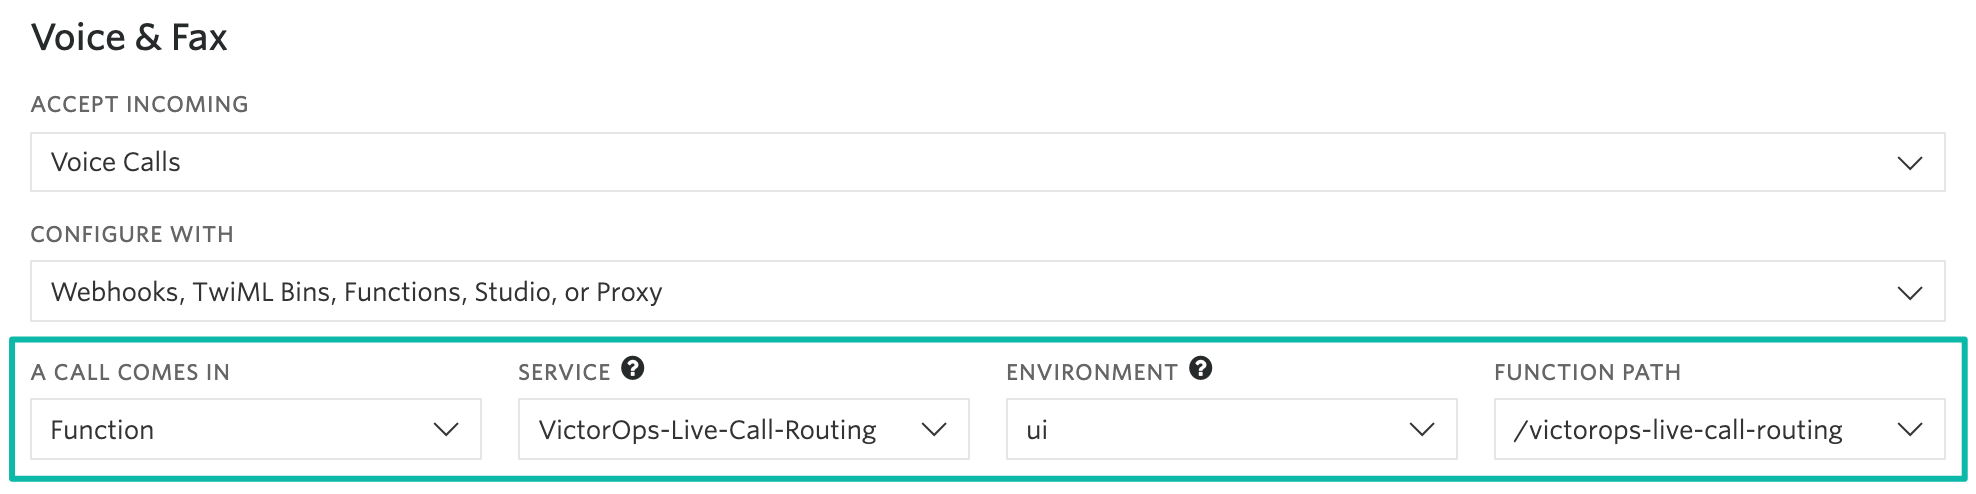 Voice & Fax
ACCEPT INCOMING
Voice Calls
CONFIGURE WITH
Webhooks, TwiML Bins, Functions, Studio, or Proxy
A CALL COMES IN SERVICE ? ENVIRONMENT ? FUNCTION PATH
Function VictorOps-Live-Call-Routing ui /victorops-live-call-routing